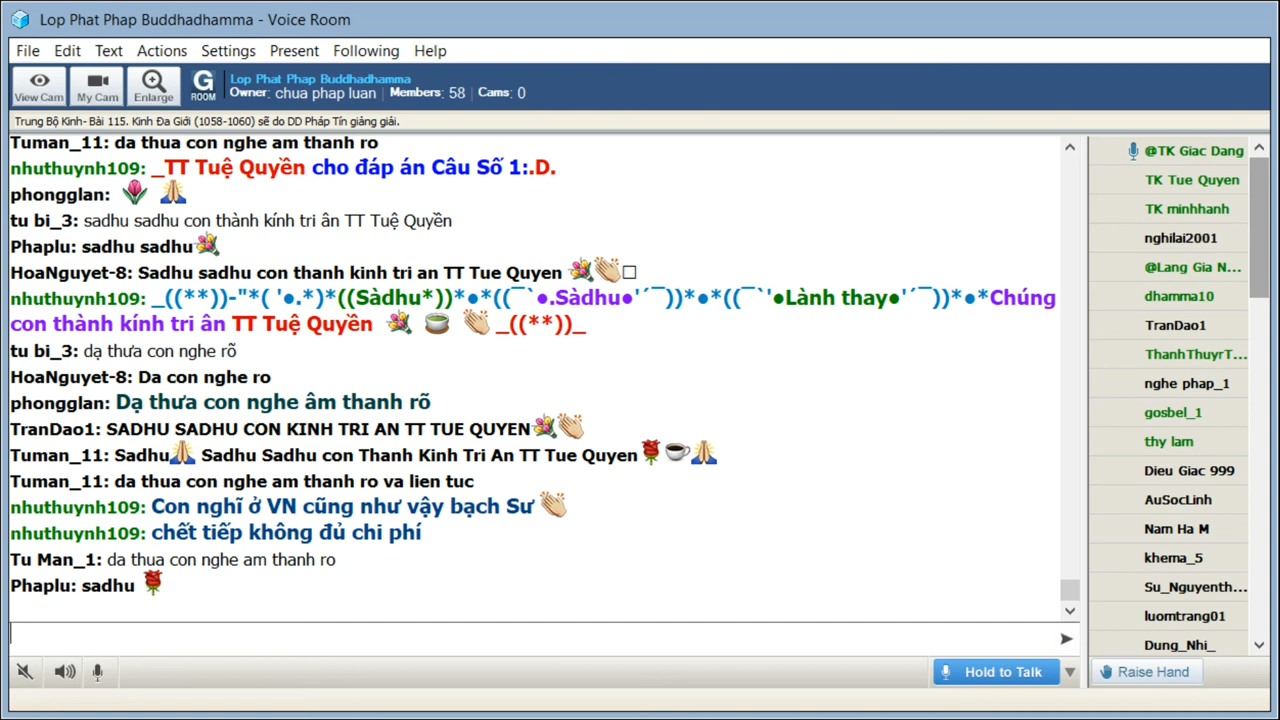 Lop Phat Phap Buddhadhamma - Voice Room
File Edit Text Actions Settings Present Following Help
View Cam My Cam Enlarge G ROOM
Lop Phat Phap Buddhadhamma
Owner: chua phap luan Members: 58 Cams: 0
Trung Bộ Kinh- Bài 115. Kinh Đa Giới (1058-1060) sẽ do DD Pháp Tín giảng giải.
Tuman_11: da thua con nghe am thanh ro
nhuthuynh109: _TT Tuệ Quyền cho đáp án Câu Số 1:.D.
phongglan:
tu bi_3: sadhu sadhu con thành kính tri ân TT Tuệ Quyền
Phaplu: sadhu sadhu
HoaNguyet-8: Sadhu sadhu con thanh kinh tri an TT Tue Quyen
nhuthuynh109: _((**))-"*( '●.*)*((Sàdhu*))*●*((¯`●.Sàdhu●'´¯))*●*((¯`'●Lành thay●'´¯))*●*Chúng
con thành kính tri ân TT Tuệ Quyền _((**))_
tu bi_3: dạ thưa con nghe rõ
HoaNguyet-8: Da con nghe ro
phongglan: Dạ thưa con nghe âm thanh rõ
TranDao1: SADHU SADHU CON KINH TRI AN TT TUE QUYEN
Tuman_11: Sadhu Sadhu Sadhu con Thanh Kinh Tri An TT Tue Quyen
Tuman_11: da thua con nghe am thanh ro va lien tuc
nhuthuynh109: Con nghĩ ở VN cũng như vậy bạch Sư
nhuthuynh109: chết tiếp không đủ chi phí
Tu Man_1: da thua con nghe am thanh ro
Phaplu: sadhu
@TK Giac Dang
TK Tue Quyen
TK minhhanh
nghilai2001
@Lang Gia N...
dhamma10
TranDao1
ThanhThuyrT...
nghe phap_1
gosbel_1
thy lam
Dieu Giac 999
AuSocLinh
Nam Ha M
khema_5
Su_Nguyenth...
luomtrang01
Dung_Nhi_
Hold to Talk
Raise Hand